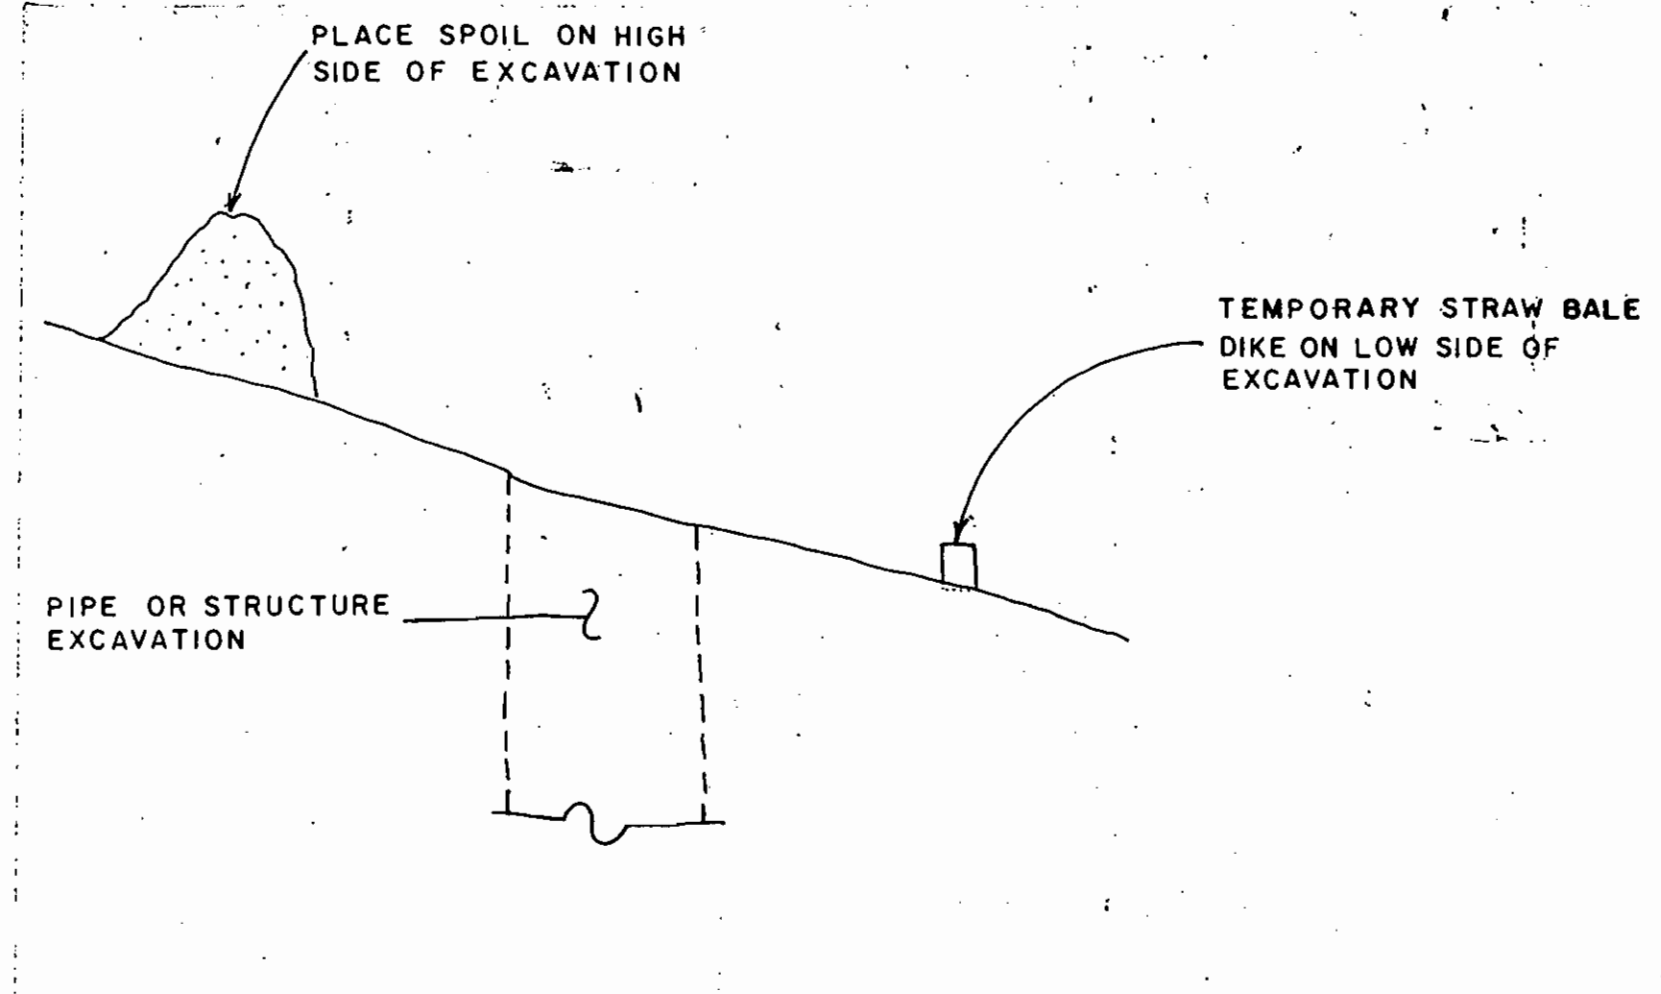 PLACE SPOIL ON HIGH
SIDE OF EXCAVATION
TEMPORARY STRAW BALE
DIKE ON LOW SIDE OF
EXCAVATION
PIPE OR STRUCTURE
EXCAVATION